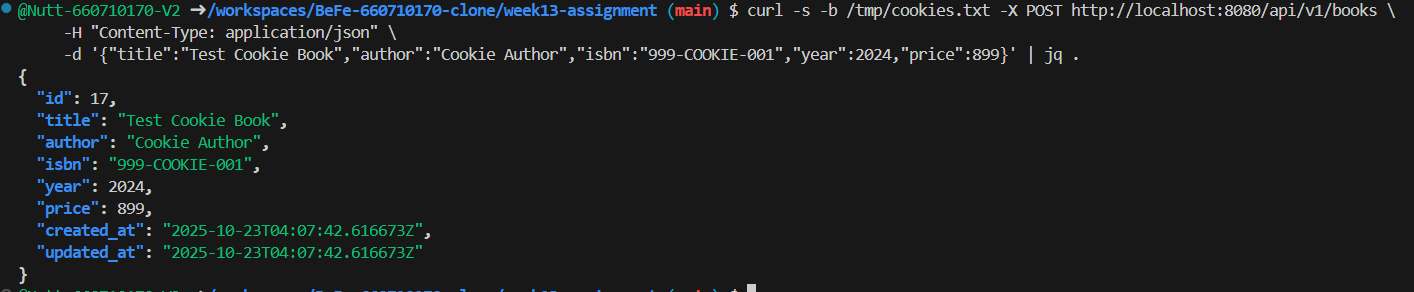 @Nutt-660710170-V2 ➜/workspaces/BeFe-660710170-clone/week13-assignment (main) $ curl -s -b /tmp/cookies.txt -X POST http://localhost:8080/api/v1/books \
-H "Content-Type: application/json" \
-d '{"title":"Test Cookie Book","author":"Cookie Author","isbn":"999-COOKIE-001","year":2024,"price":899}' | jq .
{
"id": 17,
"title": "Test Cookie Book",
"author": "Cookie Author",
"isbn": "999-COOKIE-001",
"year": 2024,
"price": 899,
"created_at": "2025-10-23T04:07:42.616673Z",
"updated_at": "2025-10-23T04:07:42.616673Z"
}